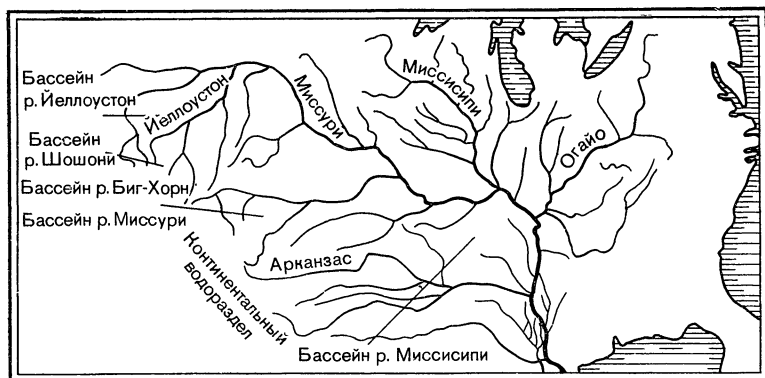 Бассейн
р. Йеллоустон
Бассейн
р. Шошони
Бассейн р. Биг-Хорн
Бассейн р. Миссури
Йеллоустон
Миссури
Миссисипи
Огайо
Арканзас
Континентальный
водораздел
Бассейн р. Миссисипи